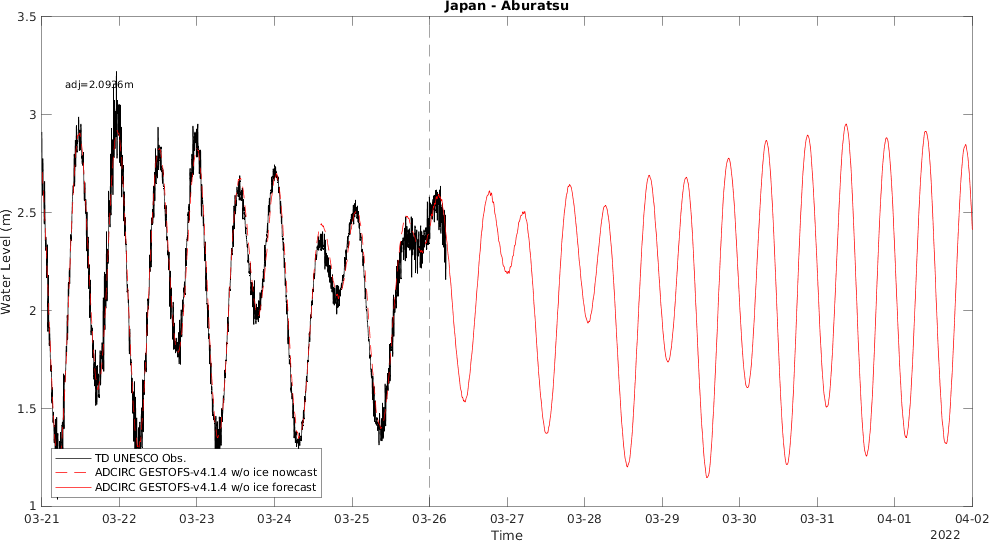 Japan - Aburatsu
3.5
adj=2.0926m
3
2.5
Water Level (m)
2
1.5
TD UNESCO Obs.
ADCIRC GESTOFS-v4.1.4 w/o ice nowcast
ADCIRC GESTOFS-v4.1.4 w/o ice forecast
1
03-21 03-22 03-23 03-24 03-25 03-26 03-27 03-28 03-29 03-30 03-31 04-01 04-02
Time 2022